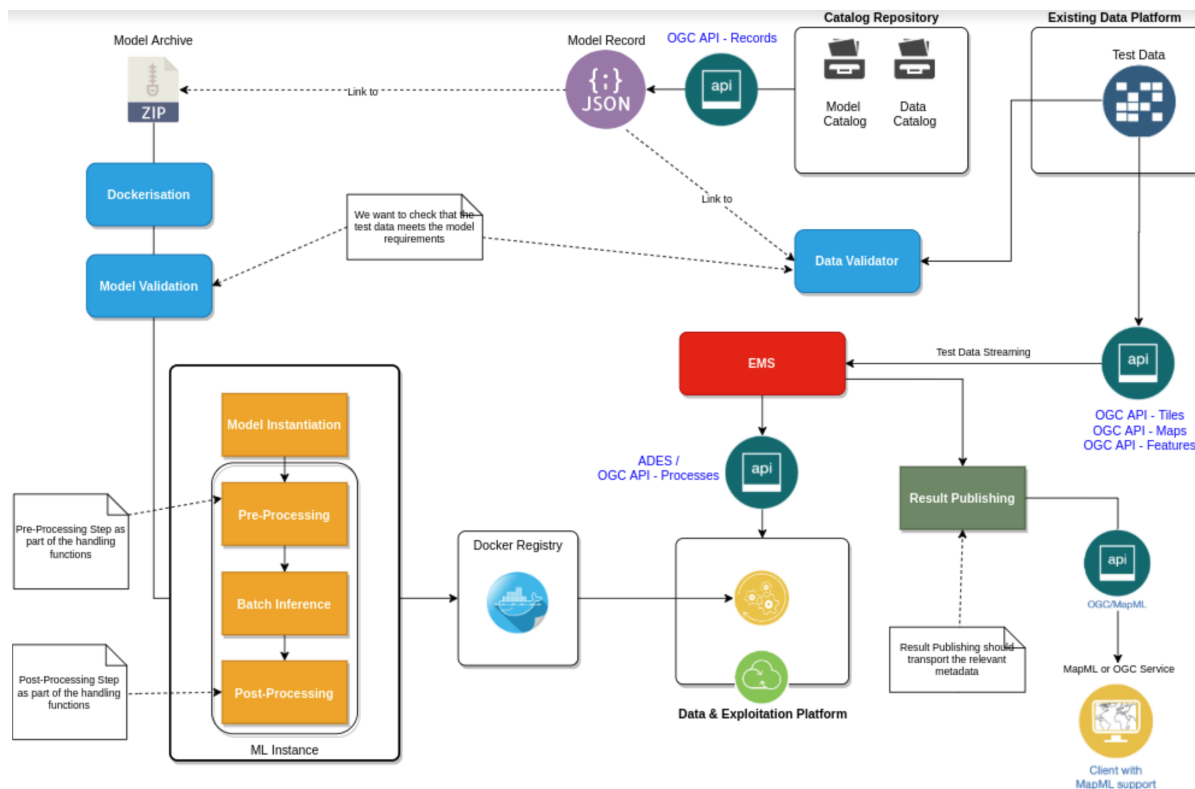 Catalog Repository
Existing Data Platform
Model Archive
Model Record
OGC API - Records
Test Data
{;}
JSON
api
ZIP
Link to
Model
Catalog
Data
Catalog
Dockerisation
We want to check that the
test data meets the model
requirements
Link to
Model Validation
Data Validator
EMS
Test Data Streaming
api
OGC API - Tiles
OGC API - Maps
OGC API - Features
Model Instantiation
ADES /
OGC API - Processes
api
Pre-Processing
Result Publishing
Pre-Processing Step as
part of the handling
functions
Docker Registry
api
OGC/MapML
Batch Inference
Result Publishing should
transport the relevant
metadata
MapML or OGC Service
Post-Processing Step
as part of the handling
functions
Post-Processing
Data & Exploitation Platform
ML Instance
Client with
MapML support